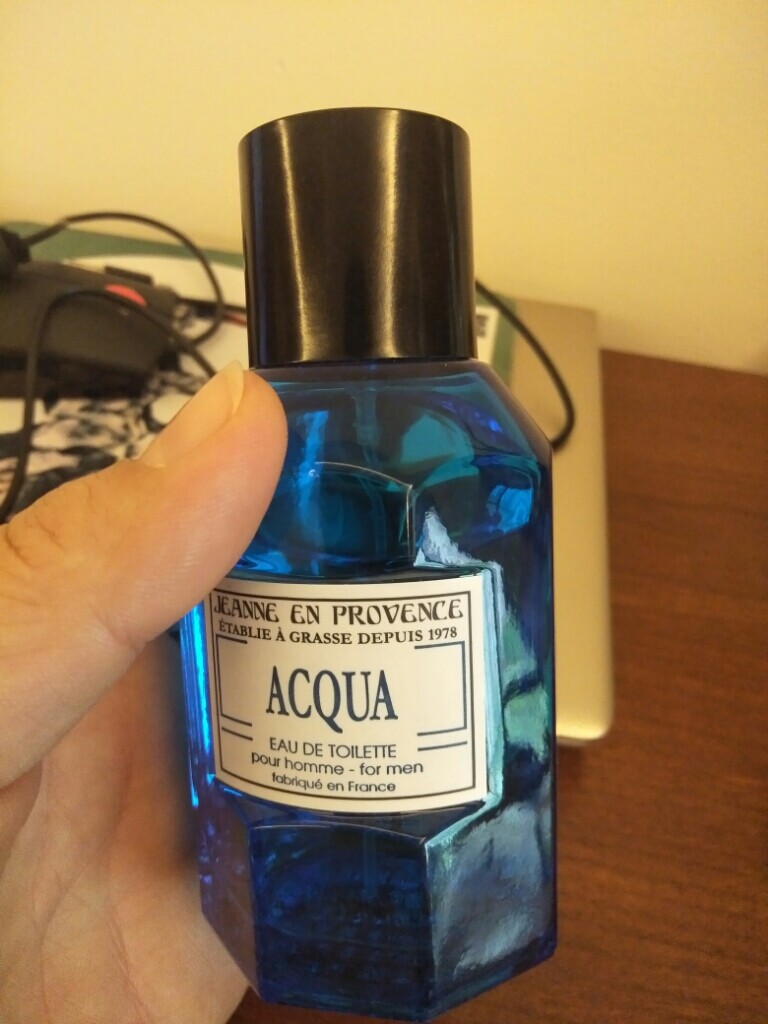 JEANNE EN PROVENCE
ÉTABLIE À GRASSE DEPUIS 1978
ACQUA
EAU DE TOILETTE
pour homme - for men
fabriqué en France